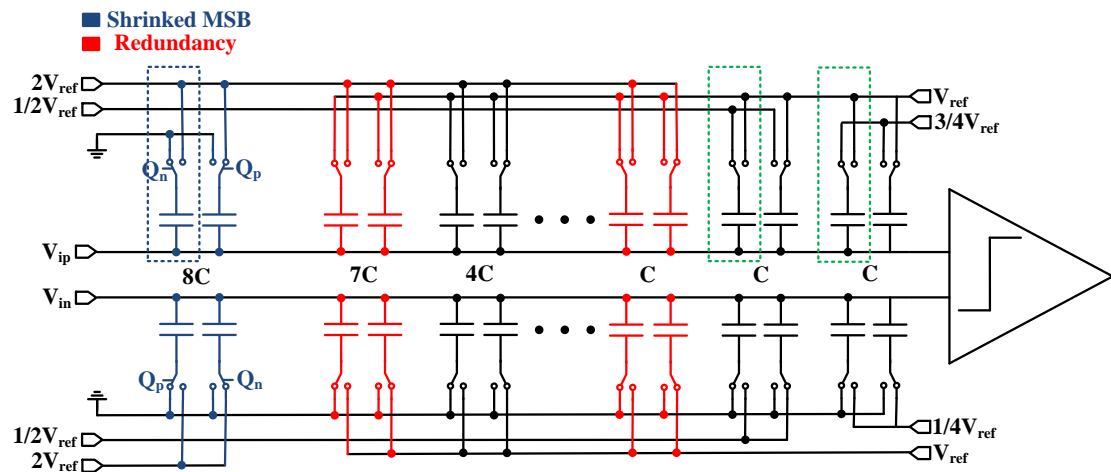 Shrinked MSB
Redundancy
2Vref
1/2Vref
Vref
3/4Vref
Qn
Qp
Vip
8C 7C 4C C C C
Vin
Qp
Qn
1/2Vref
2Vref
1/4Vref
Vref